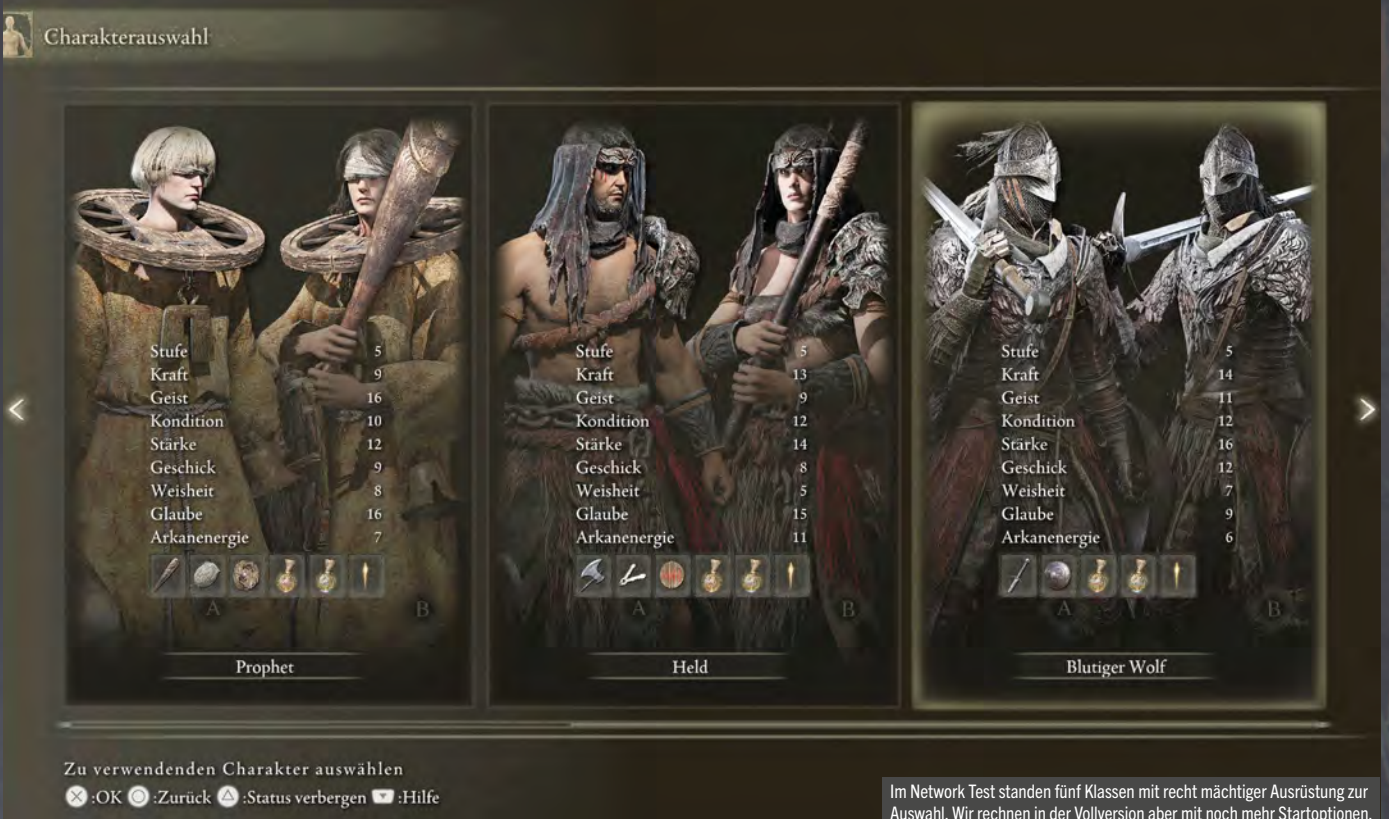 Charakterauswahl
Stufe 5
Kraft 9
Geist 16
Kondition 10
Stärke 12
Geschick 9
Weisheit 8
Glaube 16
Arkanenergie 7
A B
Prophet
Stufe 5
Kraft 13
Geist 9
Kondition 12
Stärke 14
Geschick 8
Weisheit 5
Glaube 15
Arkanenergie 11
A B
Held
Stufe 5
Kraft 14
Geist 11
Kondition 12
Stärke 16
Geschick 12
Weisheit 7
Glaube 9
Arkanenergie 6
A B
Blutiger Wolf
Zu verwendenden Charakter auswählen
:OK :Zurück :Status verbergen :Hilfe
Im Network Test standen fünf Klassen mit recht mächtiger Ausrüstung zur
Auswahl. Wir rechnen in der Vollversion aber mit noch mehr Startoptionen.